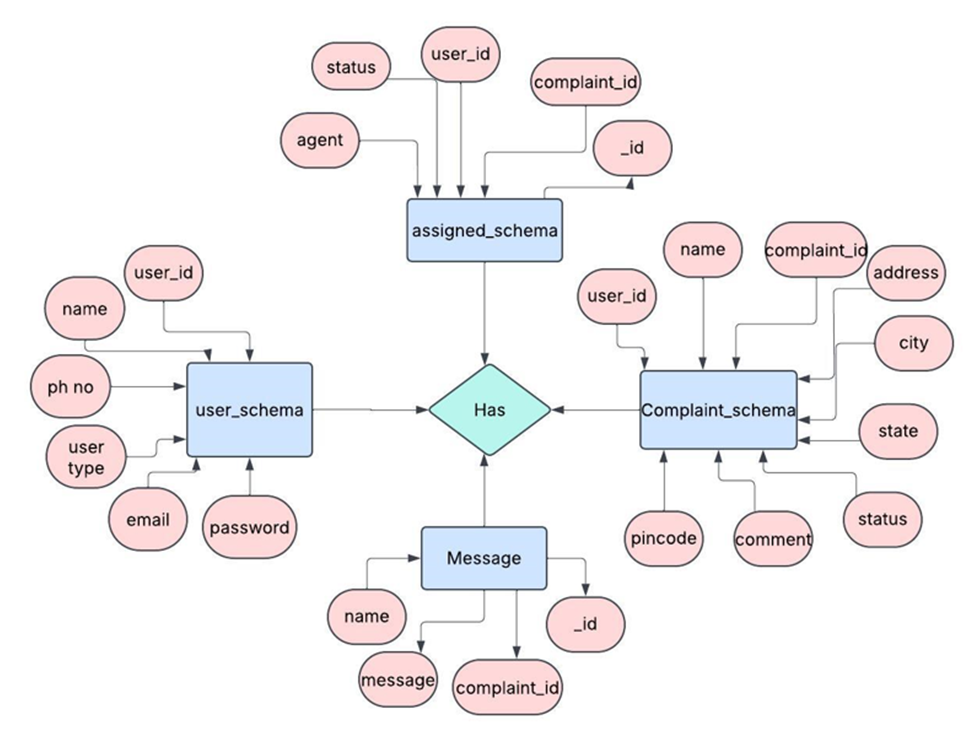 user_id
status
complaint_id
agent
_id
assigned_schema
name
complaint_id
user_id
address
user_id
name
city
ph no
user_schema
Has
Complaint_schema
state
user
type
email
password
pincode
comment
status
Message
name
_id
message
complaint_id